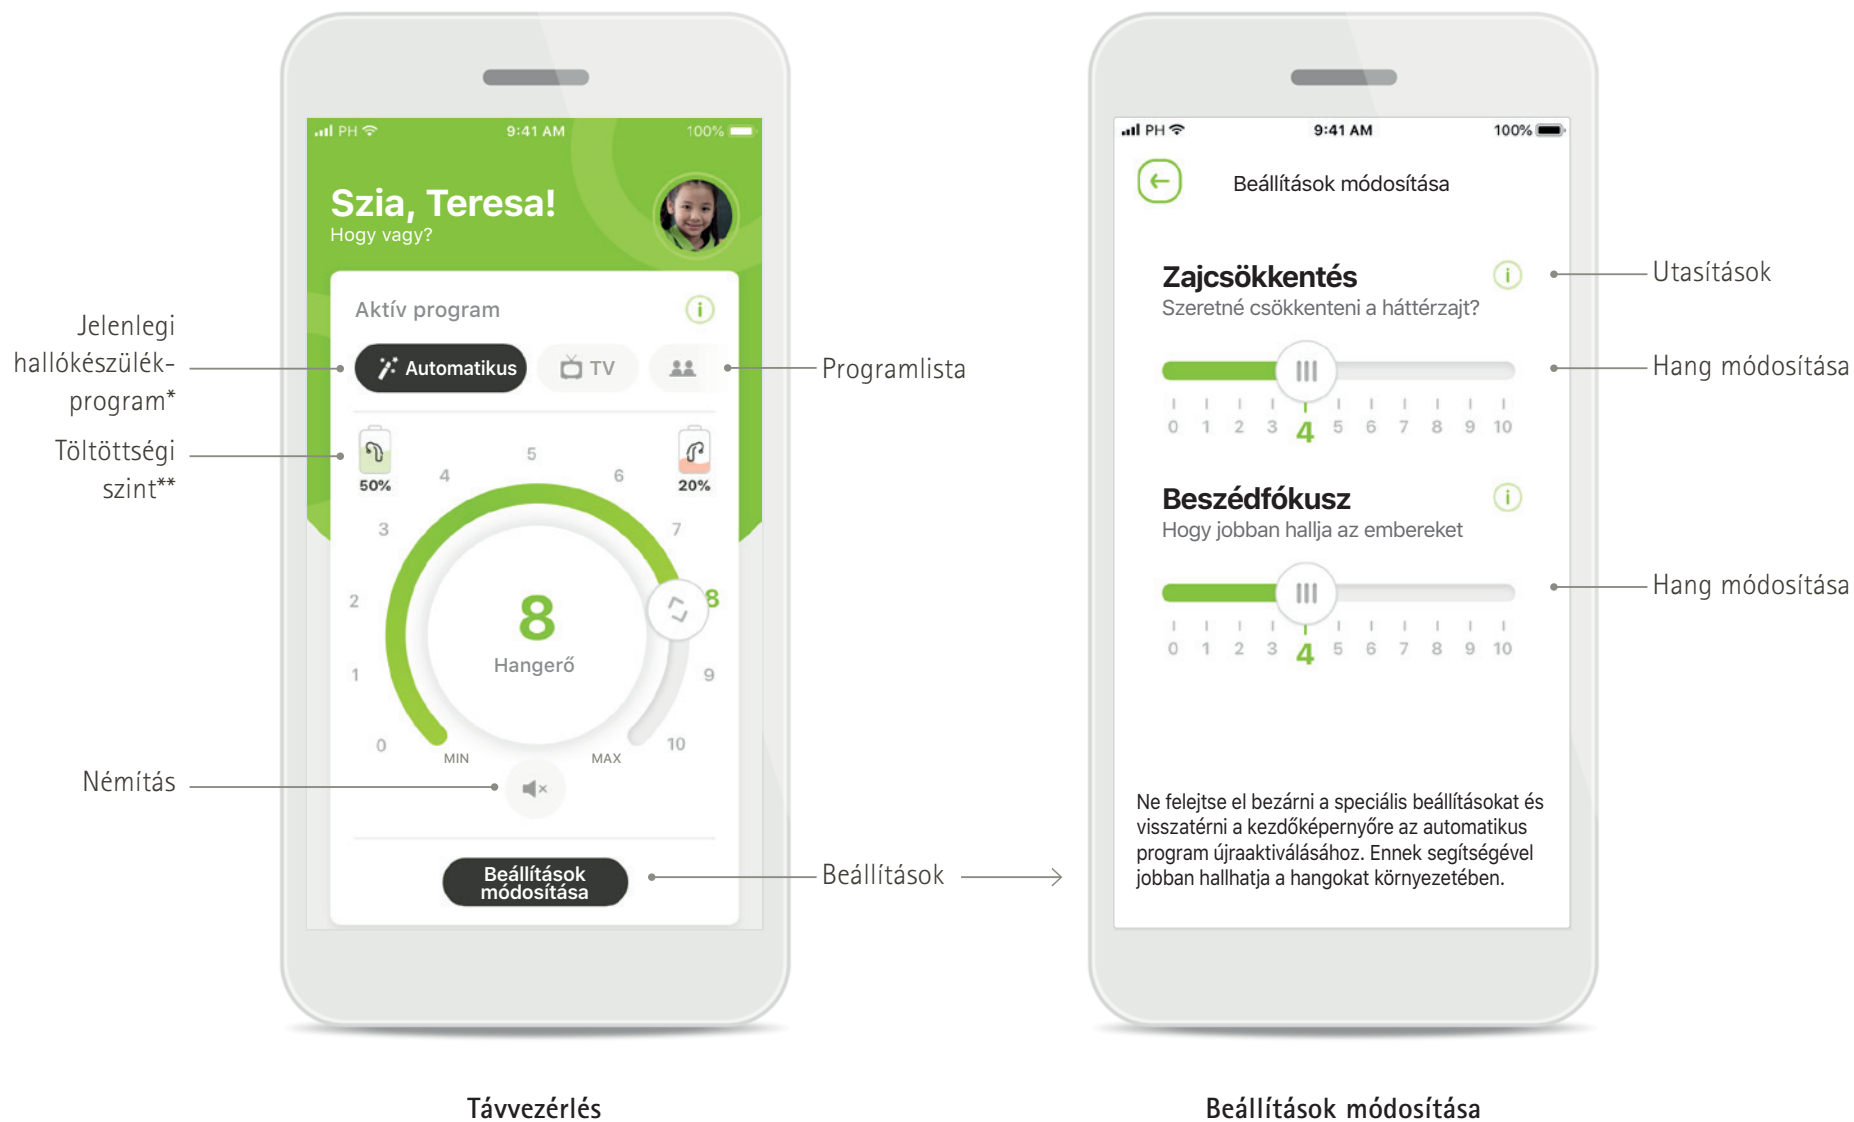 PH
9:41 AM
100%
Szia, Teresa!
Hogy vagy?
Aktív program
Automatikus
TV
50%
20%
0
1
2
3
4
5
6
7
8
9
10
8
Hangerő
MIN
MAX
Beállítások
módosítása
Jelenlegi
hallókészülék-
program*
Töltöttségi
szint**
Némítás
Programlista
Beállítások
Távvezérlés
PH
9:41 AM
100%
Beállítások módosítása
Zajcsökkentés
Szeretné csökkenteni a háttérzajt?
0 1 2 3 4 5 6 7 8 9 10
Beszédfókusz
Hogy jobban hallja az embereket
0 1 2 3 4 5 6 7 8 9 10
Ne felejtse el bezárni a speciális beállításokat és
visszatérni a kezdőképernyőre az automatikus
program újraaktiválásához. Ennek segítségével
jobban hallhatja a hangokat környezetében.
Utasítások
Hang módosítása
Hang módosítása
Beállítások módosítása